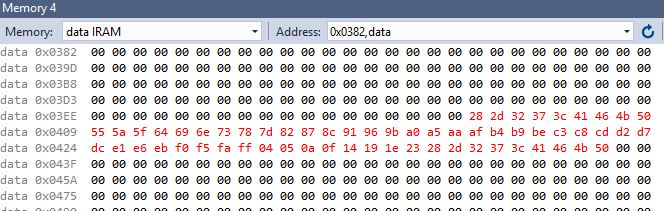 Memory 4
Memory: data IRAM Address: 0x0382,data
data 0x0382 00 00 00 00 00 00 00 00 00 00 00 00 00 00 00 00 00 00 00 00 00 00 00 00 00 00 00
data 0x039D 00 00 00 00 00 00 00 00 00 00 00 00 00 00 00 00 00 00 00 00 00 00 00 00 00 00 00
data 0x03B8 00 00 00 00 00 00 00 00 00 00 00 00 00 00 00 00 00 00 00 00 00 00 00 00 00 00 00
data 0x03D3 00 00 00 00 00 00 00 00 00 00 00 00 00 00 00 00 00 00 00 00 00 00 00 00 00 00 00
data 0x03EE 00 00 00 00 00 00 00 00 00 00 00 00 00 00 00 00 00 00 28 2d 32 37 3c 41 46 4b 50
data 0x0409 55 5a 5f 64 69 6e 73 78 7d 82 87 8c 91 96 9b a0 a5 aa af b4 b9 be c3 c8 cd d2 d7
data 0x0424 dc e1 e6 eb f0 f5 fa ff 04 05 0a 0f 14 19 1e 23 28 2d 32 37 3c 41 46 4b 50 00 00
data 0x043F 00 00 00 00 00 00 00 00 00 00 00 00 00 00 00 00 00 00 00 00 00 00 00 00 00 00 00
data 0x045A 00 00 00 00 00 00 00 00 00 00 00 00 00 00 00 00 00 00 00 00 00 00 00 00 00 00 00
data 0x0475 00 00 00 00 00 00 00 00 00 00 00 00 00 00 00 00 00 00 00 00 00 00 00 00 00 00 00